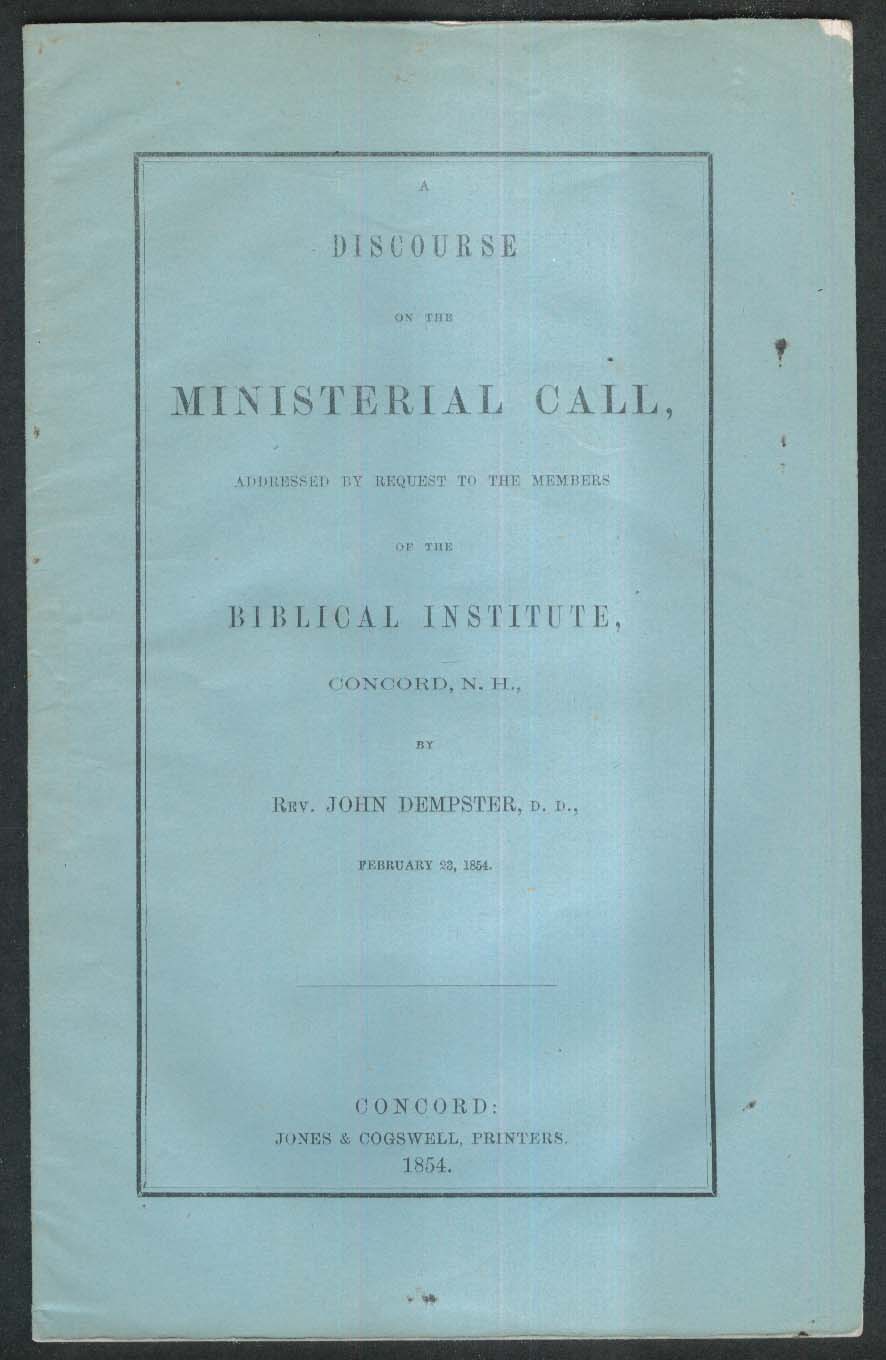 A
DISCOURSE
ON THE
MINISTERIAL CALL,
ADDRESSED BY REQUEST TO THE MEMBERS
OF THE
BIBLICAL INSTITUTE,
CONCORD, N. H.,
BY
REV. JOHN DEMPSTER, D. D.,
FEBRUARY 23, 1854.
CONCORD:
JONES & COGSWELL, PRINTERS.
1854.